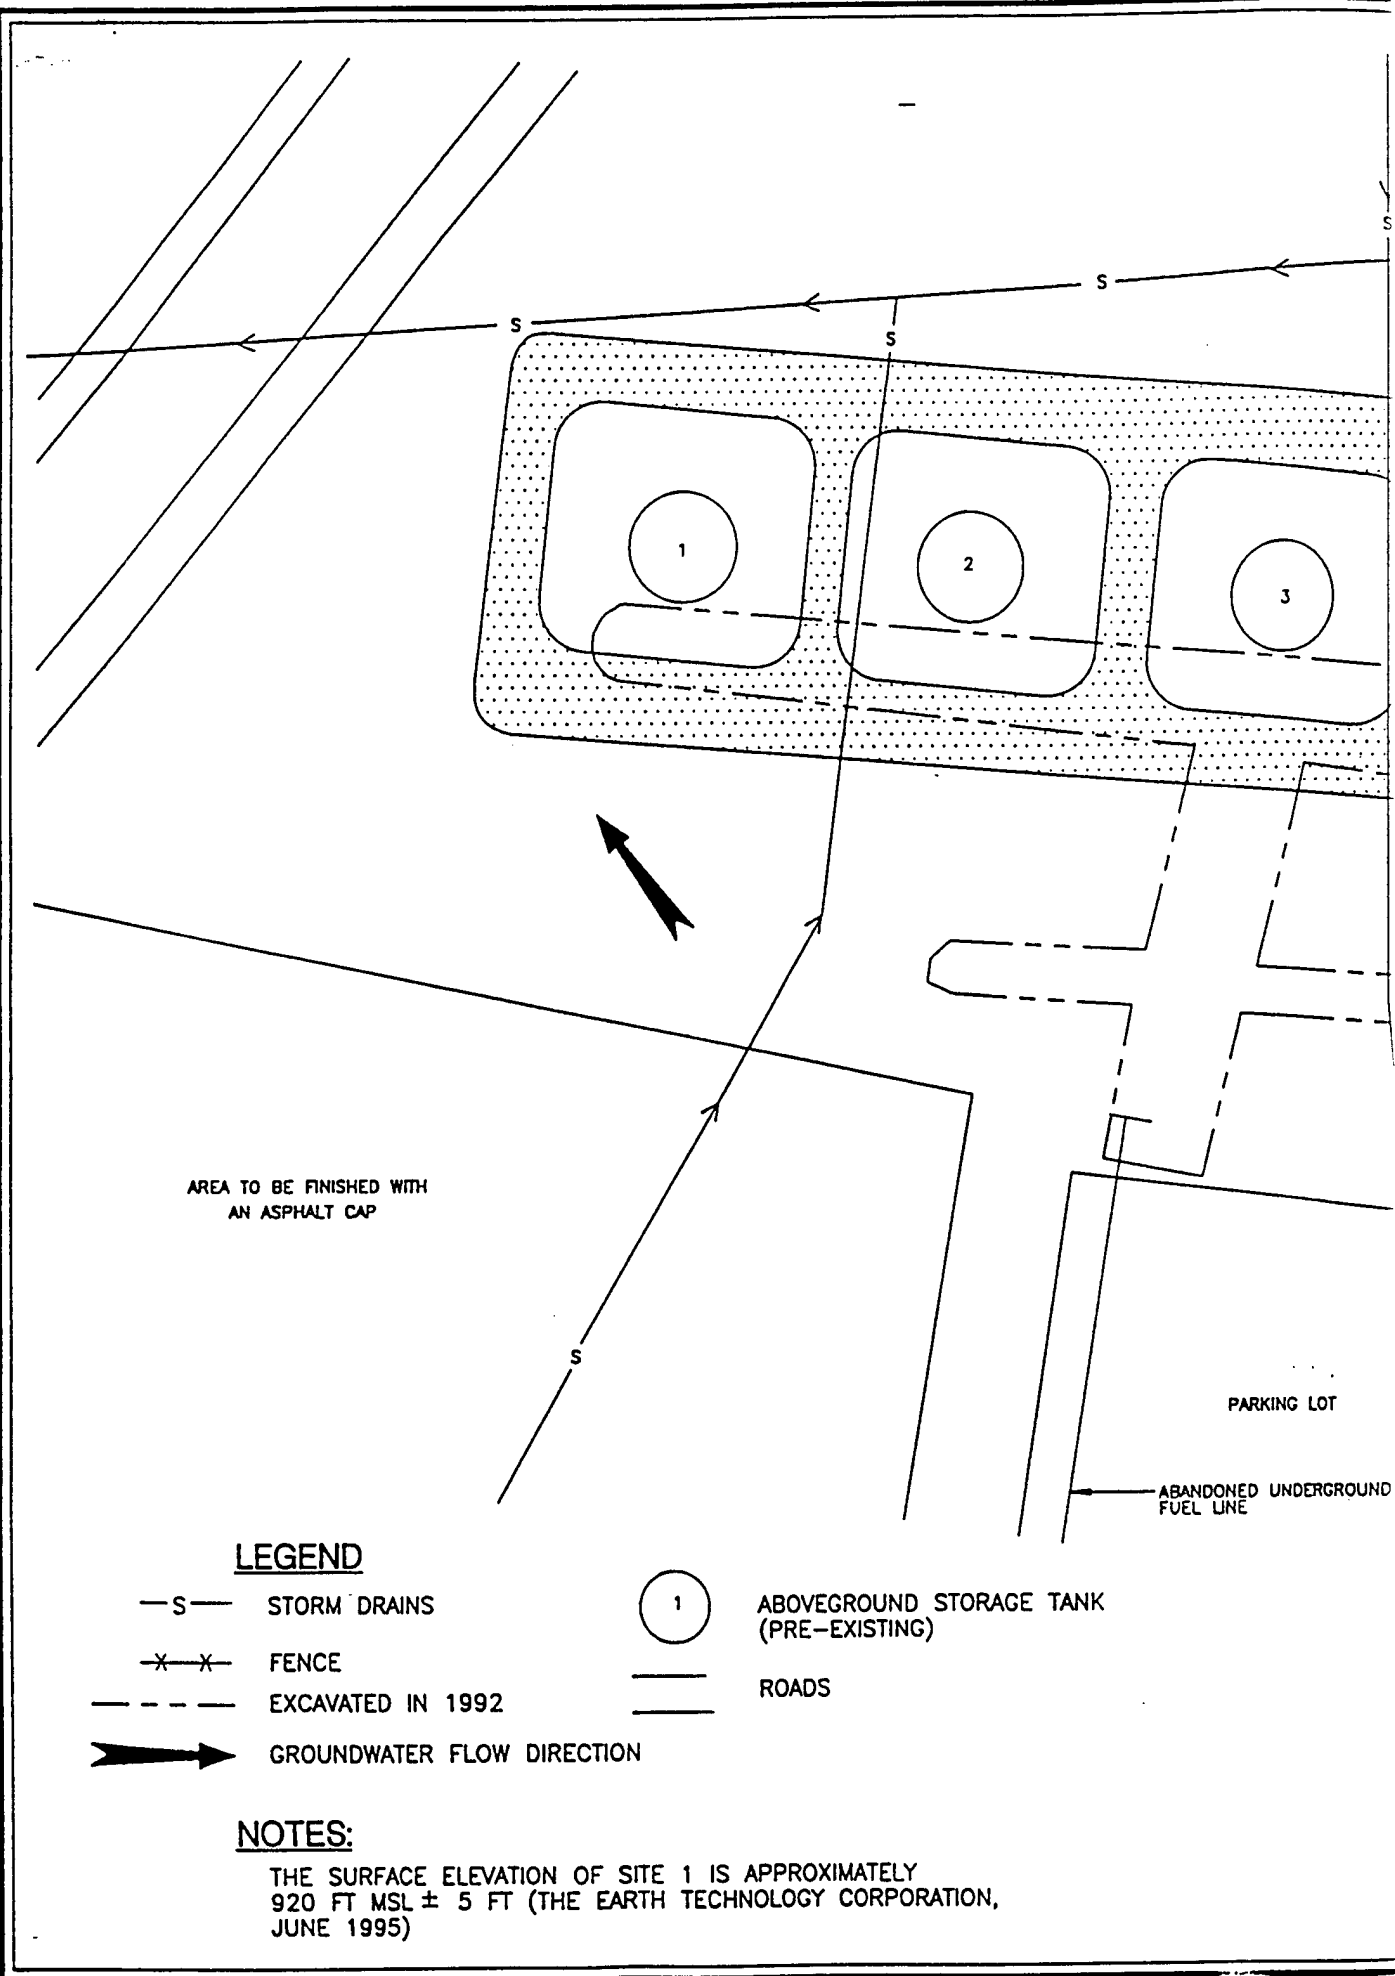 S
S
S
S
1
2
3
AREA TO BE FINISHED WITH
AN ASPHALT CAP
S
PARKING LOT
ABANDONED UNDERGROUND
FUEL LINE
LEGEND
—S— STORM DRAINS
—X—X— FENCE
EXCAVATED IN 1992
GROUNDWATER FLOW DIRECTION
1 ABOVEGROUND STORAGE TANK
(PRE-EXISTING)
ROADS
NOTES:
THE SURFACE ELEVATION OF SITE 1 IS APPROXIMATELY
920 FT MSL ± 5 FT (THE EARTH TECHNOLOGY CORPORATION,
JUNE 1995)